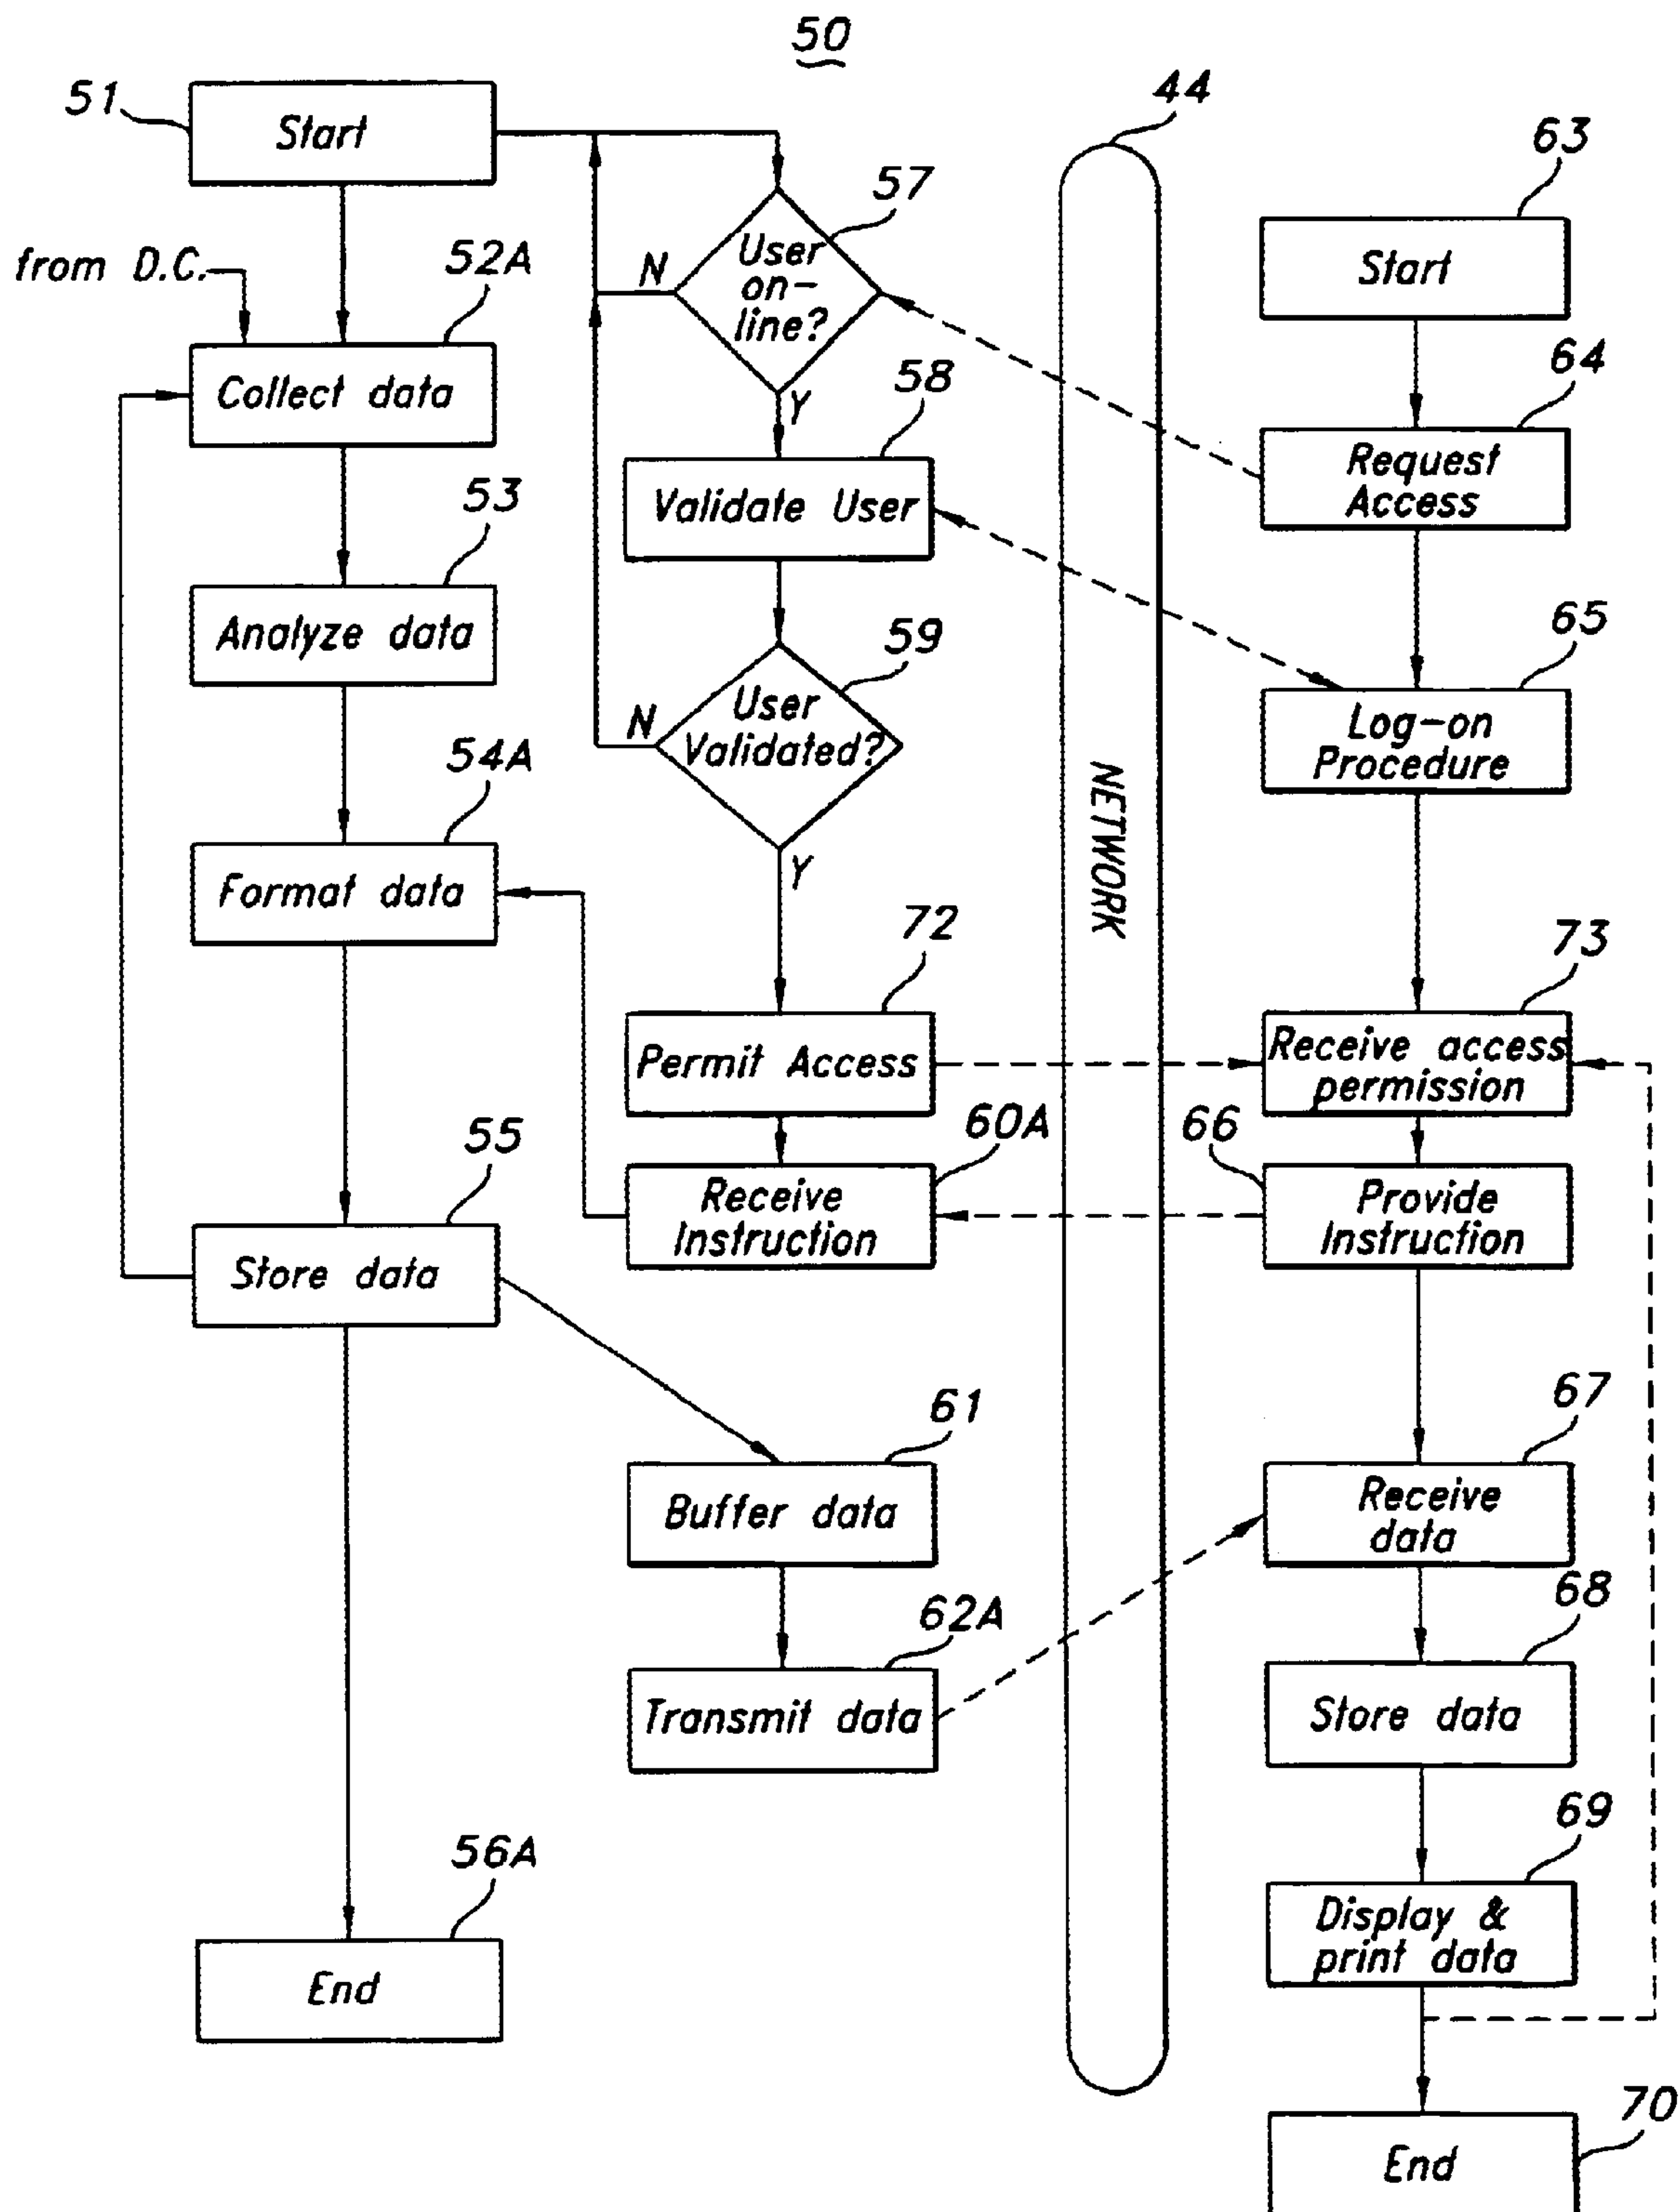 50
51
Start
from D.C.
52A
Collect data
53
Analyze data
54A
Format data
55
Store data
56A
End
57
User
on-
line?
N
Y
58
Validate User
59
User
Validated?
N
Y
72
Permit Access
60A
Receive
Instruction
61
Buffer data
62A
Transmit data
44
NETWORK
63
Start
64
Request
Access
65
Log-on
Procedure
73
Receive access
permission
66
Provide
Instruction
67
Receive
data
68
Store data
69
Display &
print data
70
End